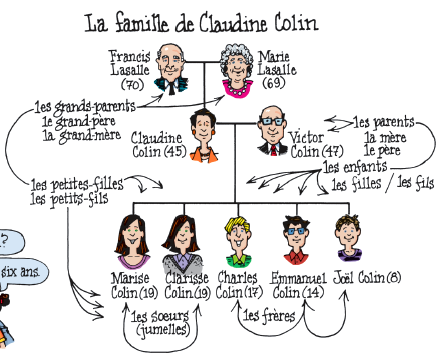 La famille de Claudine Colin
Francis
Lasalle
(70)
Marie
Lasalle
(69)
les grands-parents
le grand-père
la grand-mère
Claudine
Colin (45)
Victor
Colin (47)
les parents
la mère
le père
les enfants
les filles / les fils
les petites-filles
les petits-fils
?
six ans.
Marise
Colin (19)
Clarisse
Colin (19)
Charles
Colin (17)
Emmanuel
Colin (14)
Joël Colin (8)
les soeurs
(jumelles)
les frères